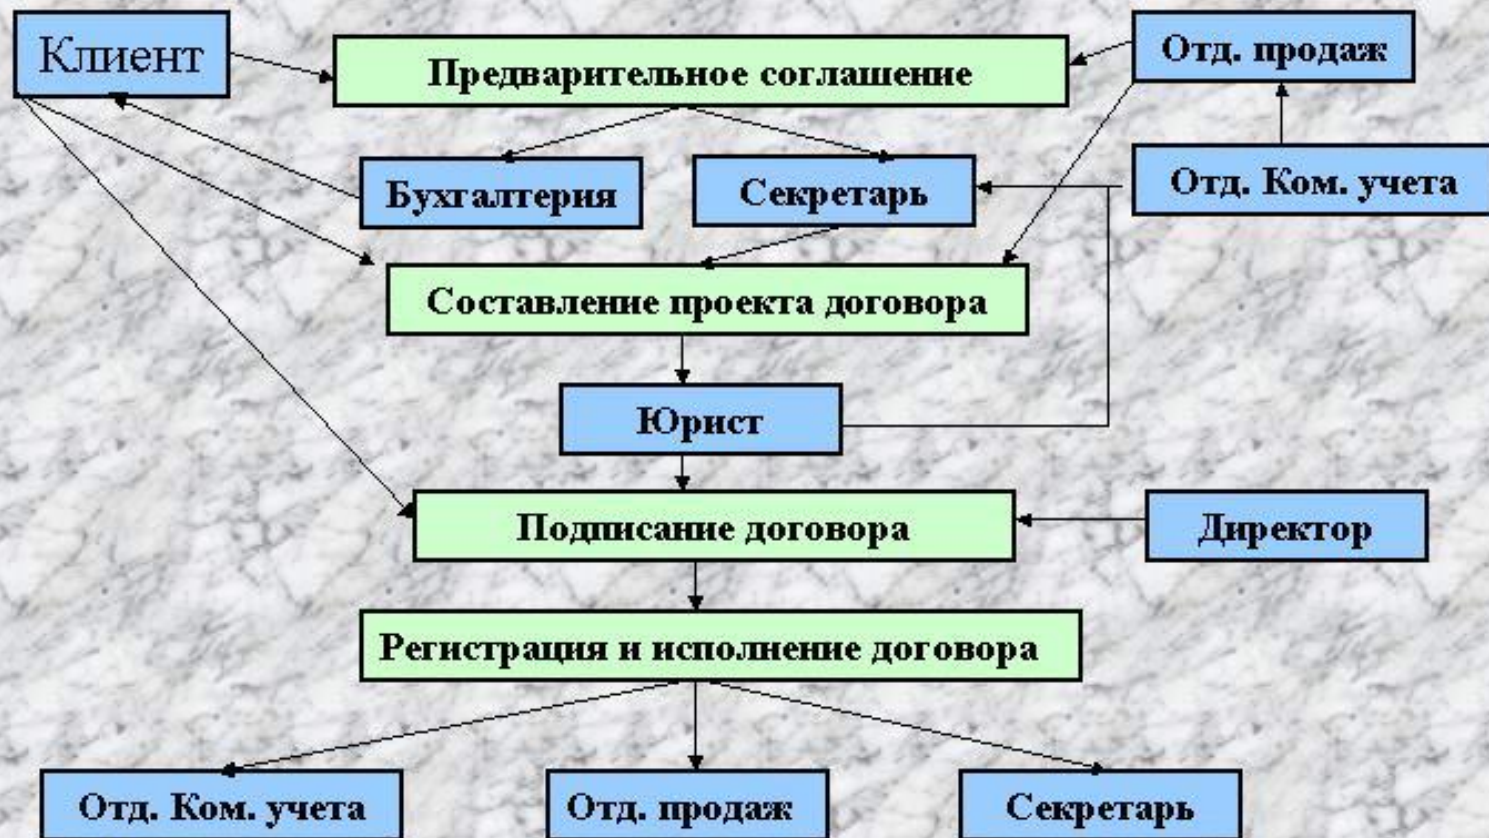 Клиент
Предварительное соглашение
Отд. продаж
Бухгалтерия
Секретарь
Отд. Ком. учета
Составление проекта договора
Юрист
Подписание договора
Директор
Регистрация и исполнение договора
Отд. Ком. учета
Отд. продаж
Секретарь